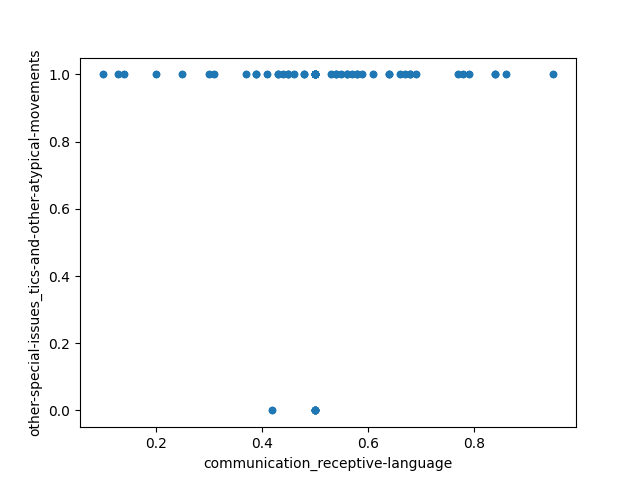 other-special-issues_tics-and-other-atypical-movements
1.0
0.8
0.6
0.4
0.2
0.0
0.2 0.4 0.6 0.8
communication_receptive-language